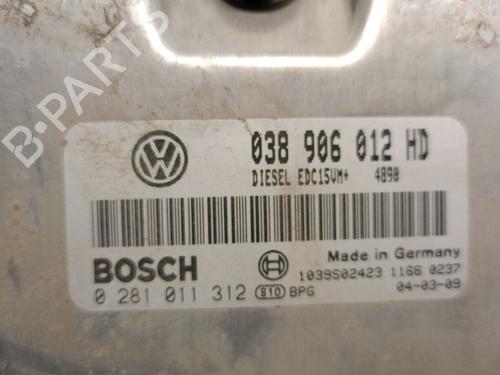 B-PARTS
038 906 012 HD
DIESEL EDC15VM+ 4890
BOSCH
Made in Germany
1039S02423 1166 0237
0 281 011 312 810 BPG 04-03-09